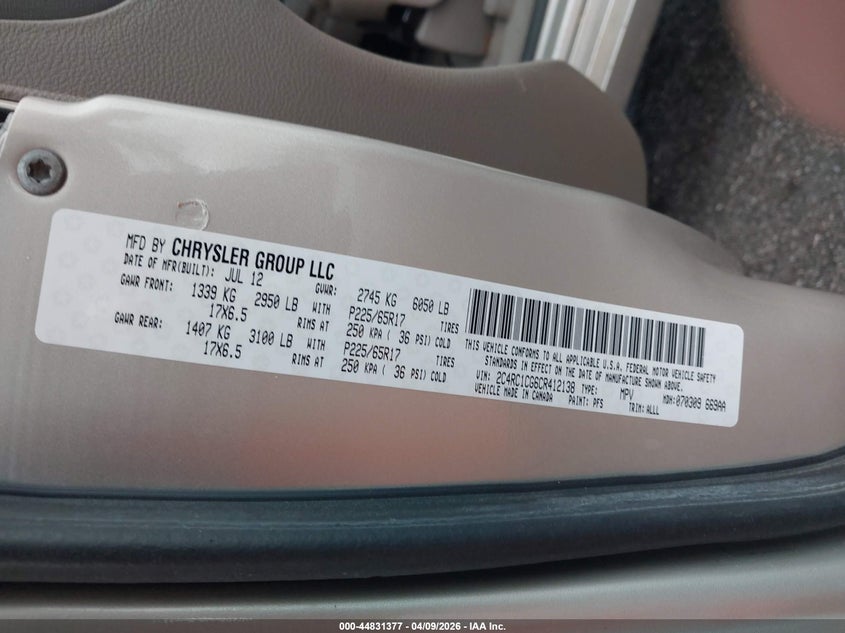 MFD BY CHRYSLER GROUP LLC
DATE OF MFR(BUILT): JUL 12 GVWR: 2745 KG 6050 LB
GAWR FRONT: 1339 KG 2950 LB WITH P225/65R17 TIRES
17X6.5 RIMS AT 250 KPA ( 36 PSI) COLD
GAWR REAR: 1407 KG 3100 LB WITH P225/65R17 TIRES
17X6.5 RIMS AT 250 KPA ( 36 PSI) COLD
THIS VEHICLE CONFORMS TO ALL APPLICABLE U.S.A. FEDERAL MOTOR VEHICLE SAFETY
STANDARDS IN EFFECT ON THE DATE OF MANUFACTURE SHOWN ABOVE.
VIN: 2C4RC1CG6CR412138 TYPE: MPV MDH:070309 669AA
VEHICLE MADE IN CANADA PAINT: PFS TRIM: ALLL
000-44831377 | 04/09/2026 - IAA Inc.